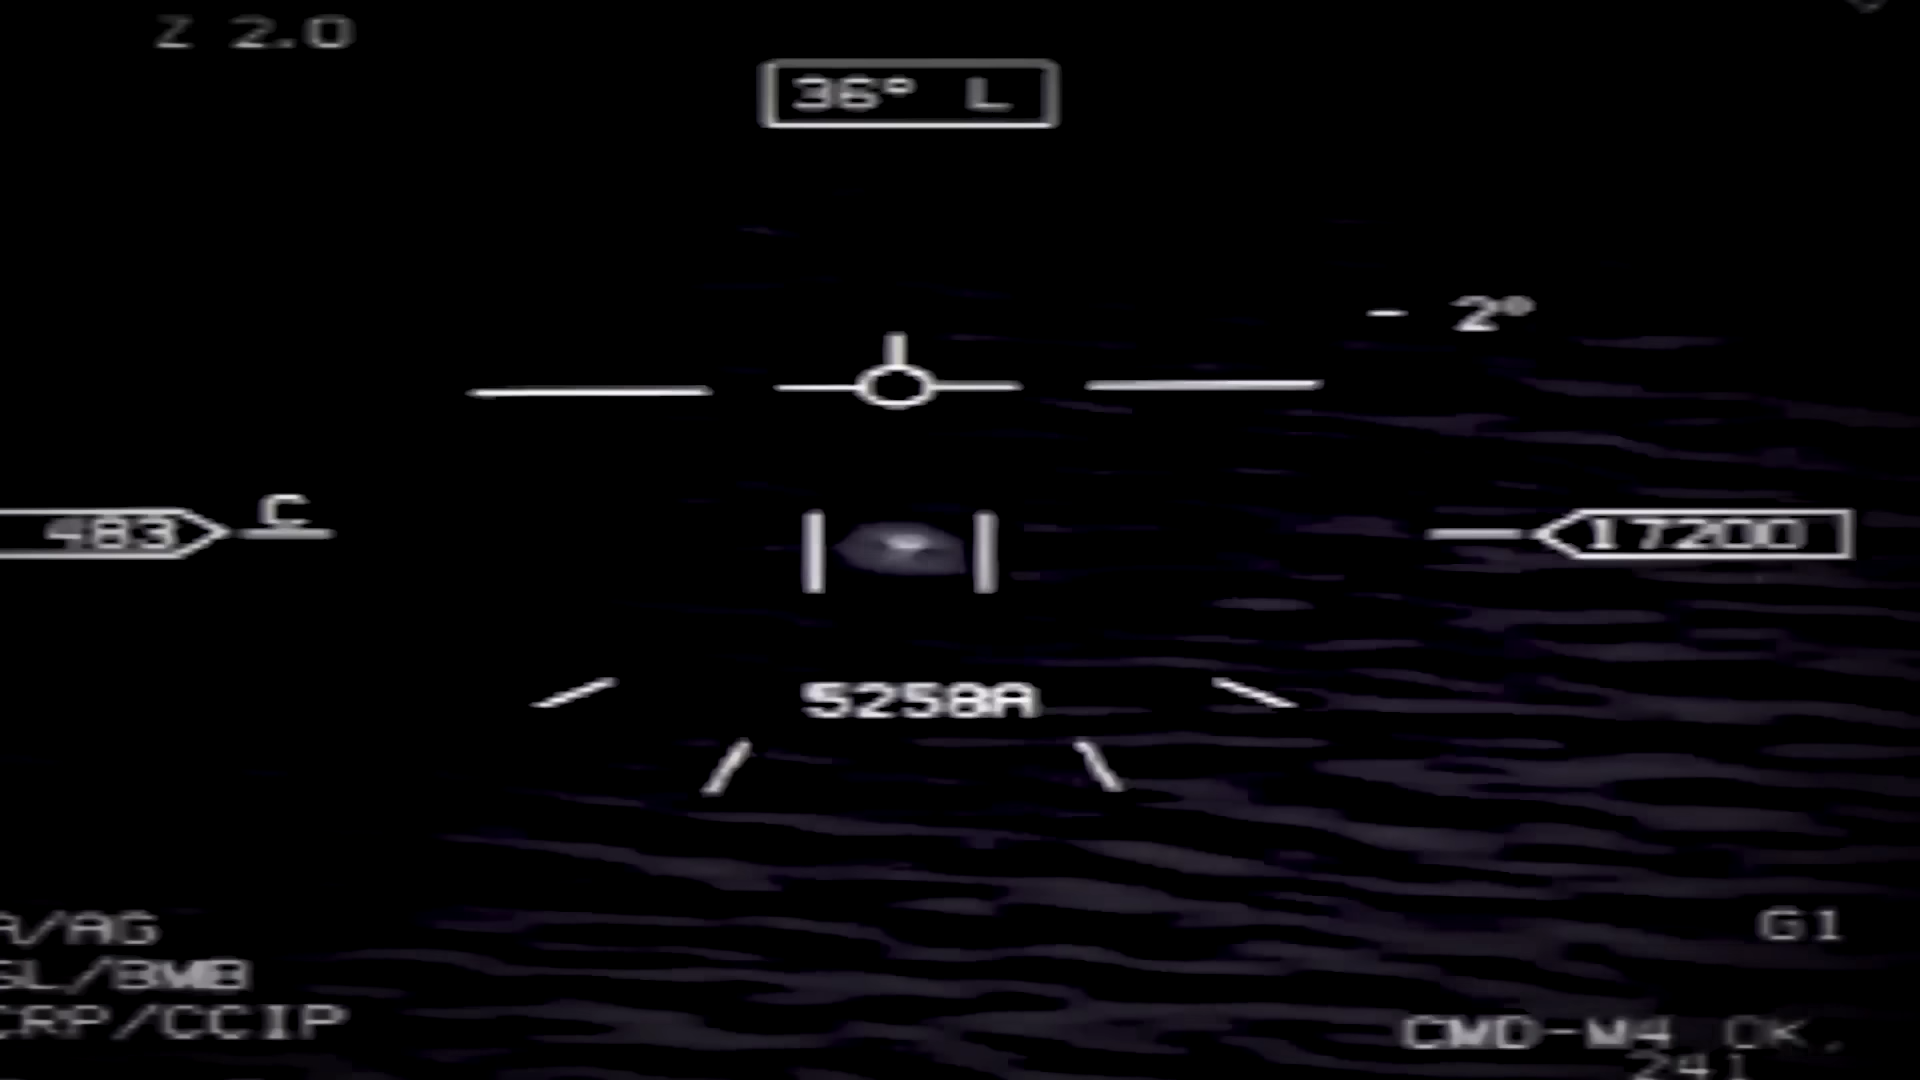 Z 2.0
36° L
- 2°
483 C 17200
5258A
A/AG
SL/BMB
CRP/CCIP
G1
CMD-M4 OK,
241